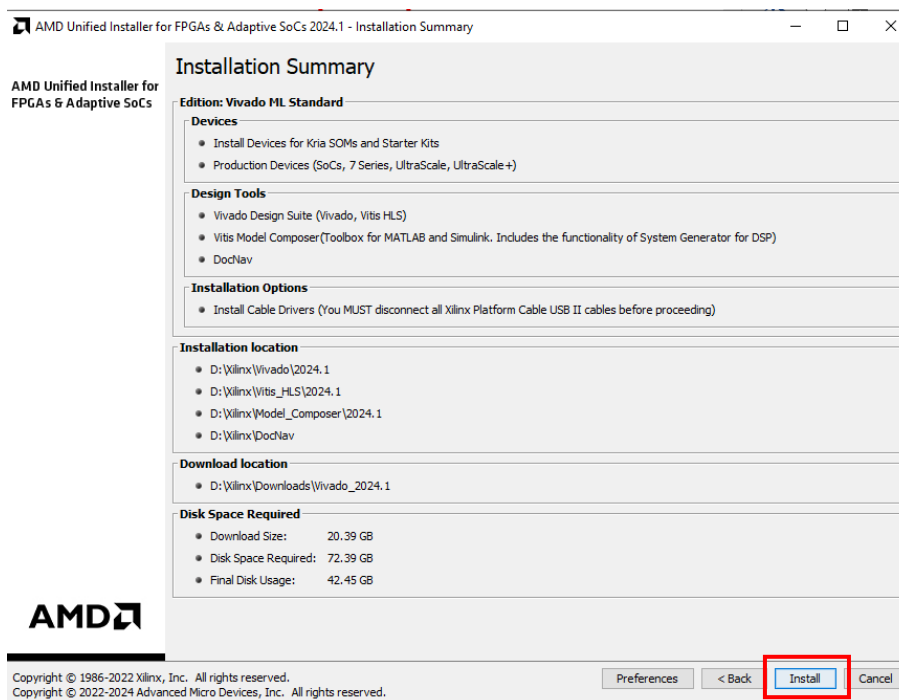 AMD Unified Installer for FPGAs & Adaptive SoCs 2024.1 - Installation Summary
AMD Unified Installer for
FPGAs & Adaptive SoCs
Installation Summary
Edition: Vivado ML Standard
Devices
Install Devices for Kria SOMs and Starter Kits
Production Devices (SoCs, 7 Series, UltraScale, UltraScale+)
Design Tools
Vivado Design Suite (Vivado, Vitis HLS)
Vitis Model Composer(Toolbox for MATLAB and Simulink. Includes the functionality of System Generator for DSP)
DocNav
Installation Options
Install Cable Drivers (You MUST disconnect all Xilinx Platform Cable USB II cables before proceeding)
Installation location
D:\Xilinx\Vivado\2024.1
D:\Xilinx\Vitis_HLS\2024.1
D:\Xilinx\Model_Composer\2024.1
D:\Xilinx\DocNav
Download location
D:\Xilinx\Downloads\Vivado_2024.1
Disk Space Required
Download Size: 20.39 GB
Disk Space Required: 72.39 GB
Final Disk Usage: 42.45 GB
AMD
Copyright © 1986-2022 Xilinx, Inc. All rights reserved.
Copyright © 2022-2024 Advanced Micro Devices, Inc. All rights reserved.
Preferences < Back Install Cancel